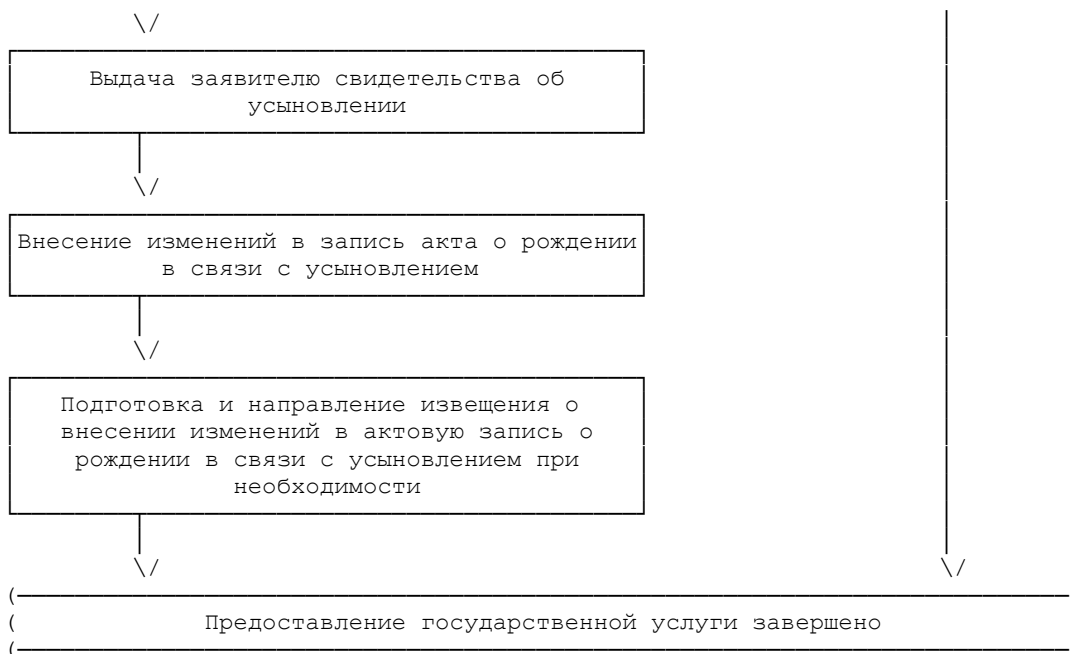 Выдача заявителю свидетельства об
усыновлении
Внесение изменений в запись акта о рождении
в связи с усыновлением
Подготовка и направление извещения о
внесении изменений в актовую запись о
рождении в связи с усыновлением при
необходимости
Предоставление государственной услуги завершено